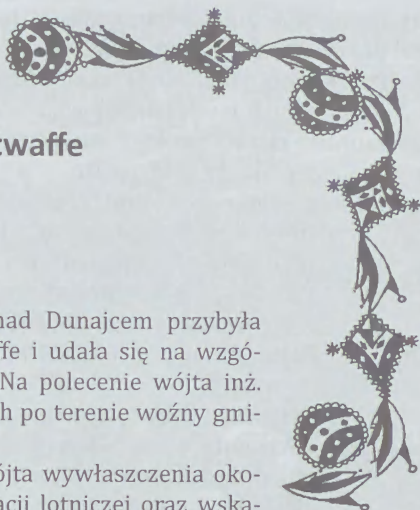 twaffe
nad Dunajcem przybyła
ffe i udała się na wzgó-
Na polecenie wójta inż.
ch po terenie woźny gmi-
ójta wywłaszczenia oko-
acji lotniczej oraz wska-